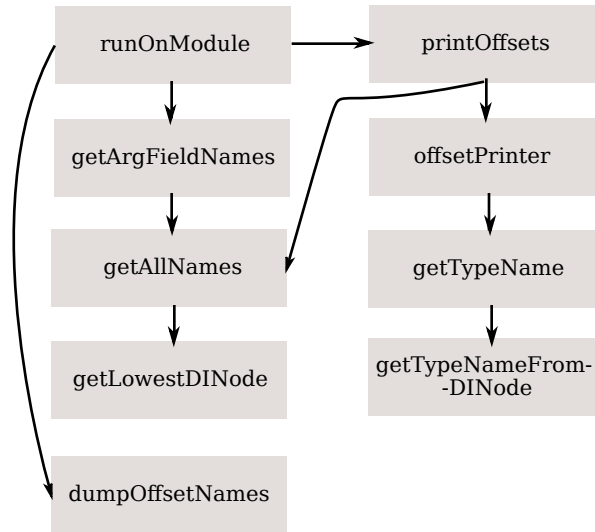 runOnModule
printOffsets
getArgFieldNames
offsetPrinter
getAllNames
getTypeName
getLowestDINode
getTypeNameFrom-
-DINode
dumpOffsetNames